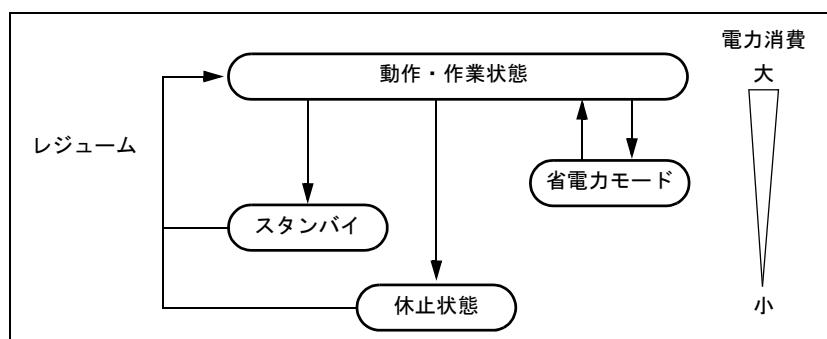 電力消費
動作・作業状態
大
レジューム
省電力モード
スタンバイ
休止状態
小